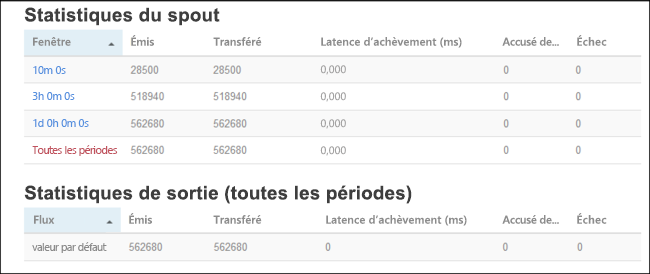 Statistiques du spout
Fenêtre Émis Transféré Latence d'achèvement (ms) Accusé de... Échec
10m 0s 28500 28500 0,000 0 0
3h 0m 0s 518940 518940 0,000 0 0
1d 0h 0m 0s 562680 562680 0,000 0 0
Toutes les périodes 562680 562680 0,000 0 0
Statistiques de sortie (toutes les périodes)
Flux Émis Transféré Latence d'achèvement (ms) Accusé de... Échec
valeur par défaut 562680 562680 0 0 0